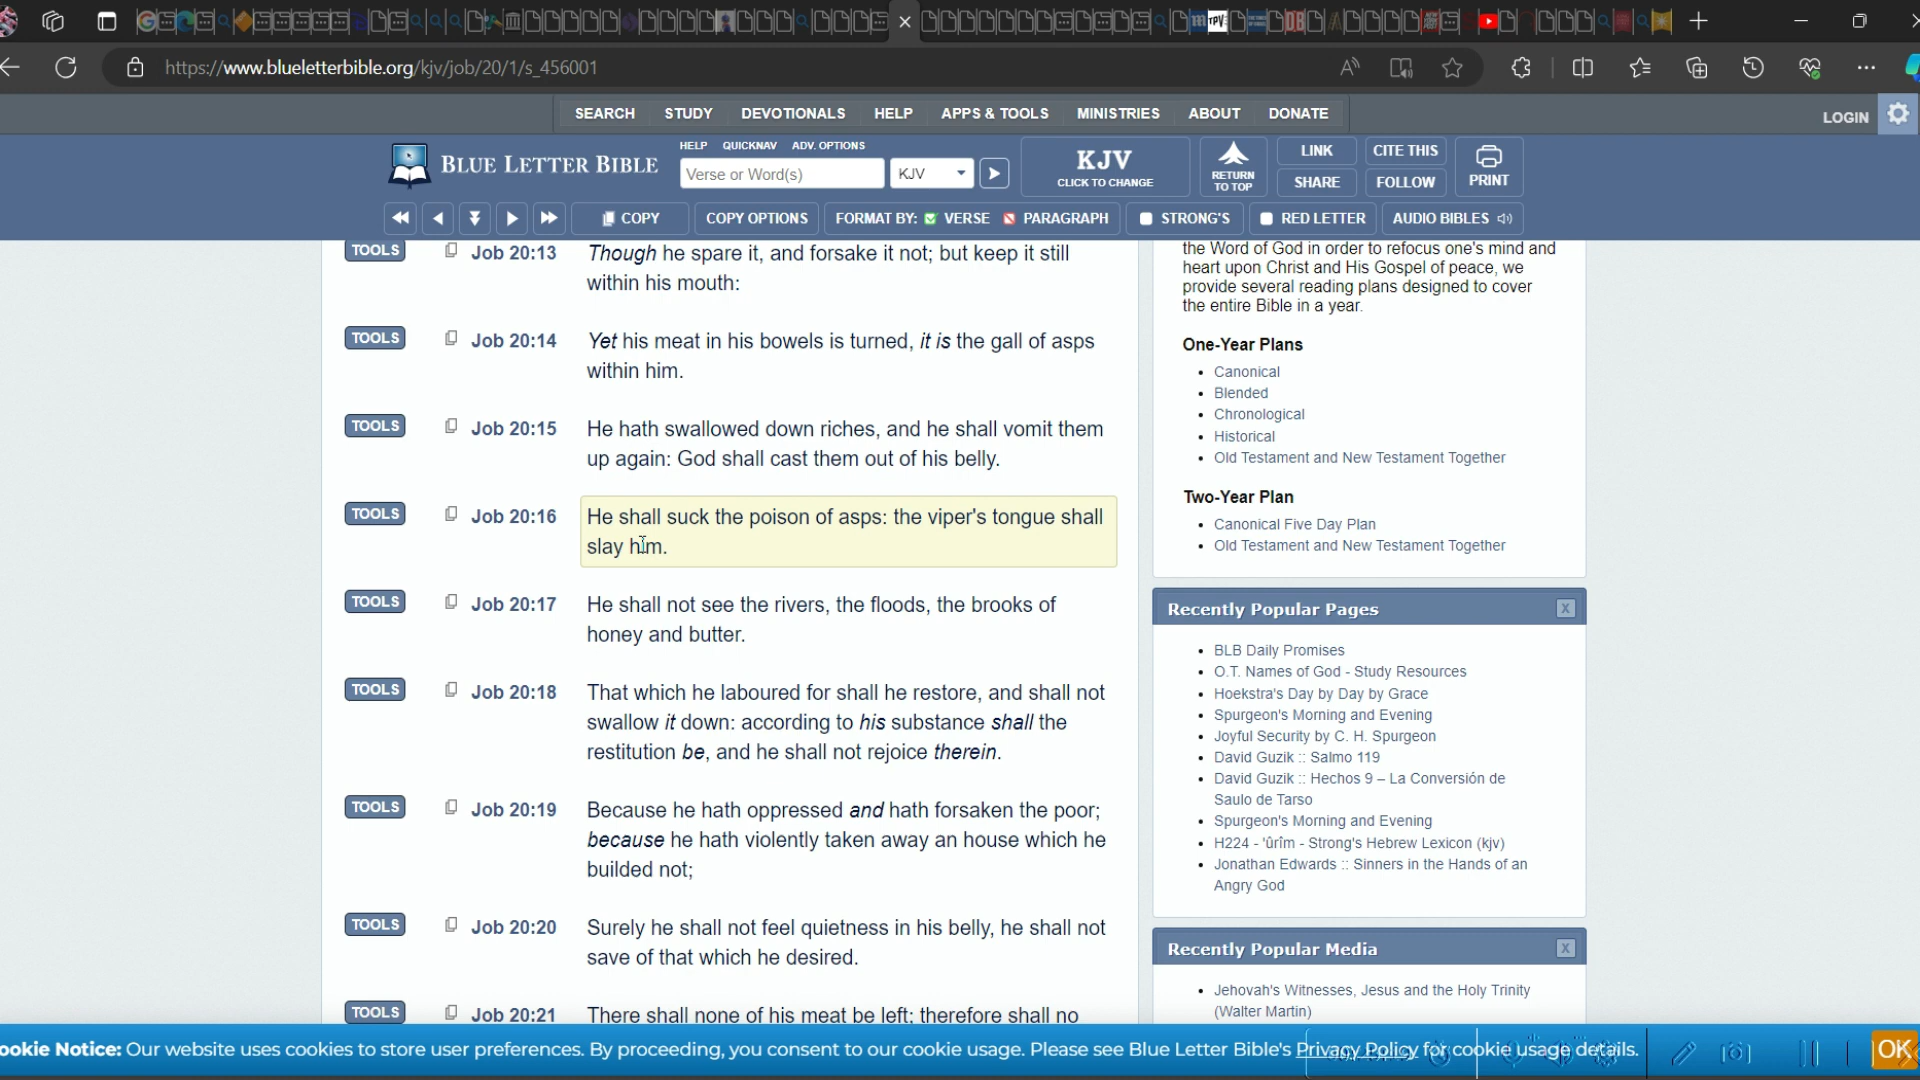 https://www.blueletterbible.org/kjv/job/20/1/s_456001
SEARCH STUDY DEVOTIONALS HELP APPS & TOOLS MINISTRIES ABOUT DONATE
LOGIN
BLUE LETTER BIBLE
HELP QUICKNAV ADV. OPTIONS
Verse or Word(s)
KJV
KJV
CLICK TO CHANGE
RETURN
TO TOP
LINK
CITE THIS
SHARE
FOLLOW
PRINT
COPY
COPY OPTIONS
FORMAT BY: VERSE PARAGRAPH
STRONG'S
RED LETTER
AUDIO BIBLES
TOOLS Job 20:13 Though he spare it, and forsake it not; but keep it still
within his mouth:
TOOLS Job 20:14 Yet his meat in his bowels is turned, it is the gall of asps
within him.
TOOLS Job 20:15 He hath swallowed down riches, and he shall vomit them
up again: God shall cast them out of his belly.
TOOLS Job 20:16 He shall suck the poison of asps: the viper's tongue shall
slay him.
TOOLS Job 20:17 He shall not see the rivers, the floods, the brooks of
honey and butter.
TOOLS Job 20:18 That which he laboured for shall he restore, and shall not
swallow it down: according to his substance shall the
restitution be, and he shall not rejoice therein.
TOOLS Job 20:19 Because he hath oppressed and hath forsaken the poor;
because he hath violently taken away an house which he
builded not;
TOOLS Job 20:20 Surely he shall not feel quietness in his belly, he shall not
save of that which he desired.
TOOLS Job 20:21 There shall none of his meat be left; therefore shall no
the Word of God in order to refocus one's mind and
heart upon Christ and His Gospel of peace, we
provide several reading plans designed to cover
the entire Bible in a year.
One-Year Plans
Canonical
Blended
Chronological
Historical
Old Testament and New Testament Together
Two-Year Plan
Canonical Five Day Plan
Old Testament and New Testament Together
Recently Popular Pages X
BLB Daily Promises
O.T. Names of God - Study Resources
Hoekstra's Day by Day by Grace
Spurgeon's Morning and Evening
Joyful Security by C. H. Spurgeon
David Guzik :: Salmo 119
David Guzik :: Hechos 9 – La Conversión de
Saulo de Tarso
Spurgeon's Morning and Evening
H224 - 'ûrîm - Strong's Hebrew Lexicon (kjv)
Jonathan Edwards :: Sinners in the Hands of an
Angry God
Recently Popular Media X
Jehovah's Witnesses, Jesus and the Holy Trinity
(Walter Martin)
ookie Notice: Our website uses cookies to store user preferences. By proceeding, you consent to our cookie usage. Please see Blue Letter Bible's Privacy Policy for cookie usage details.
OK